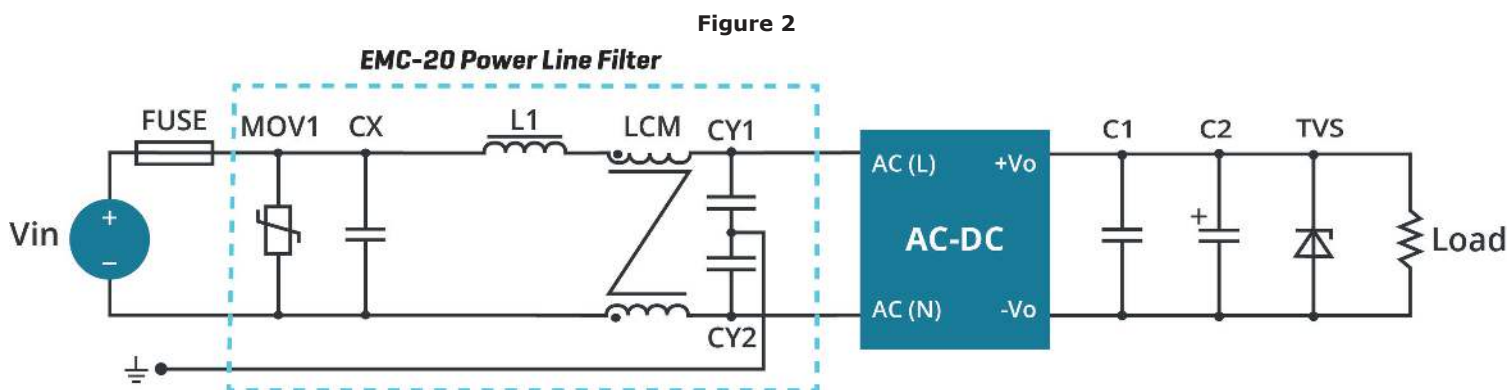 Figure 2
EMC-20 Power Line Filter
FUSE
MOV1
CX
L1
LCM
CY1
C1
C2
TVS
AC (L)
+Vo
Vin
+
−
AC-DC
+
Load
AC (N)
-Vo
CY2